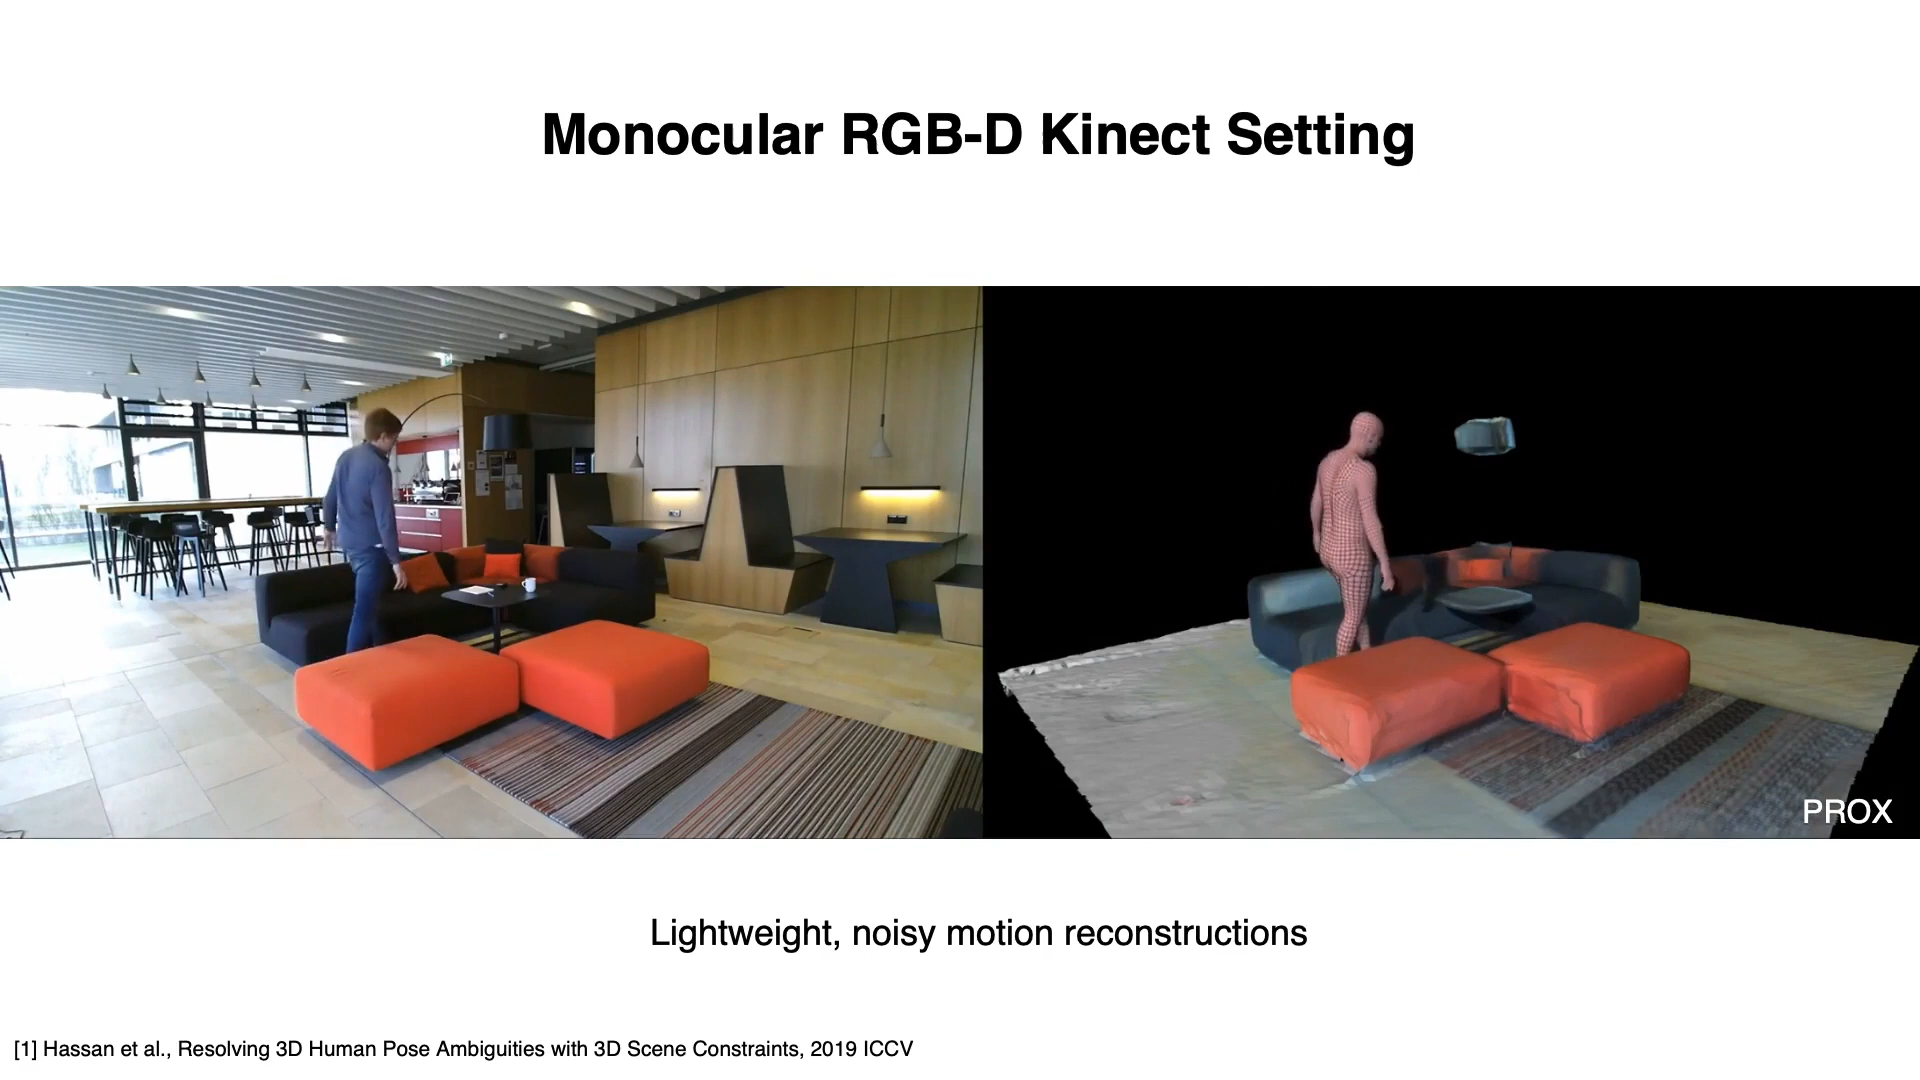 Monocular RGB-D Kinect Setting
PROX
Lightweight, noisy motion reconstructions
[1] Hassan et al., Resolving 3D Human Pose Ambiguities with 3D Scene Constraints, 2019 ICCV